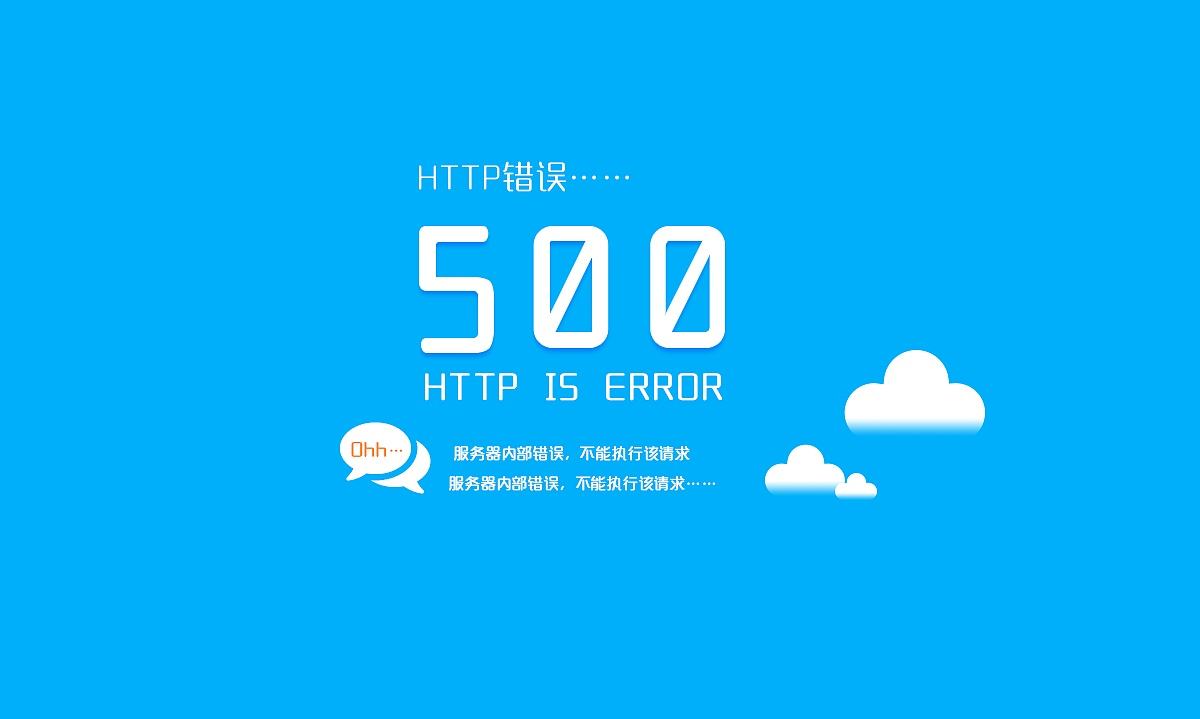 HTTP错误……
500
HTTP IS ERROR
Ohh…
服务器内部错误，不能执行该请求
服务器内部错误，不能执行该请求……